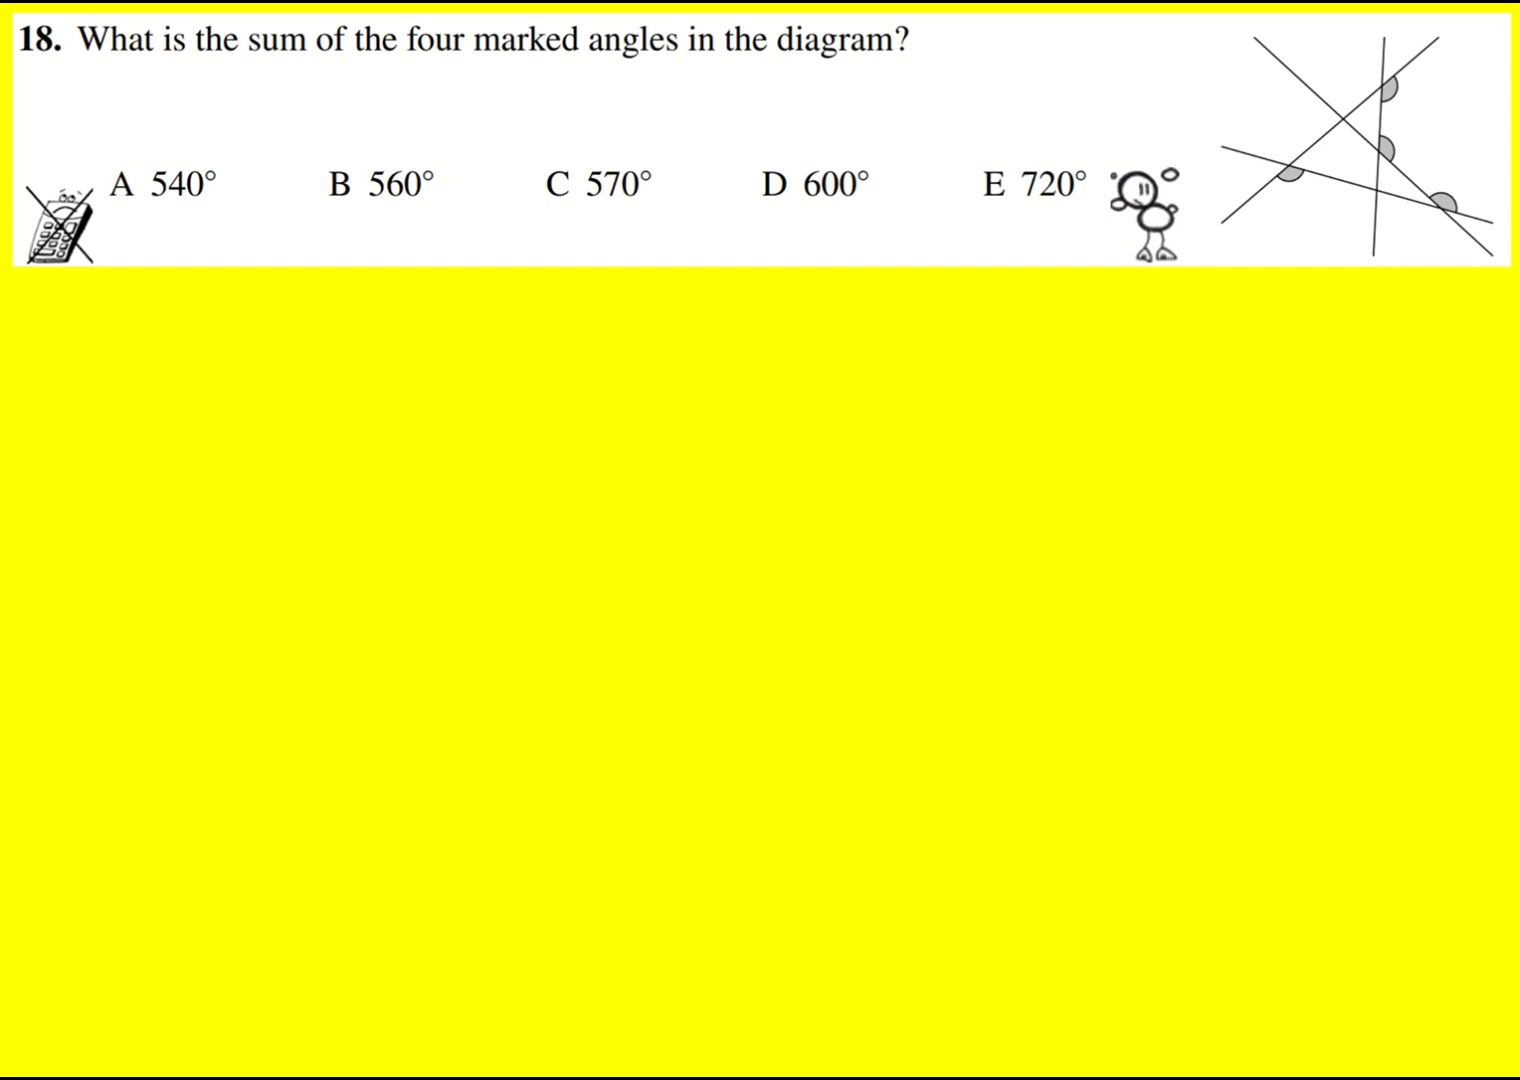 18. What is the sum of the four marked angles in the diagram?
A 540° B 560° C 570° D 600° E 720°